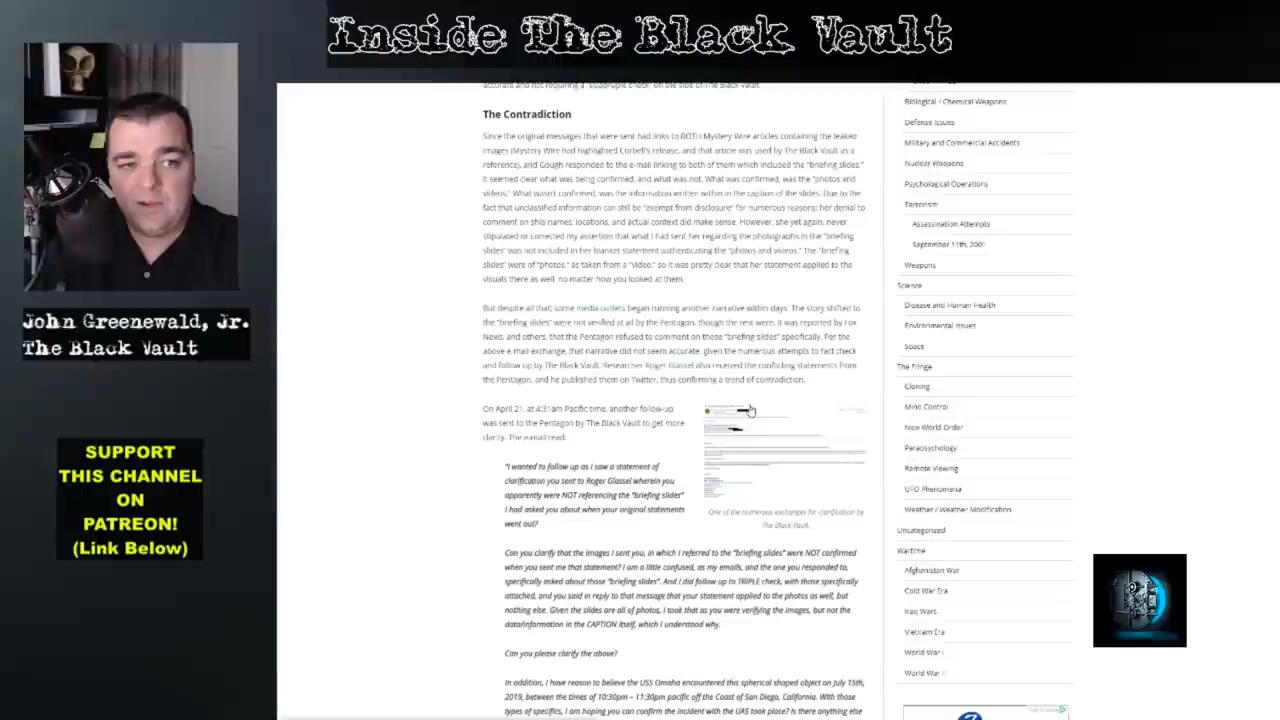 Inside The Black Vault
accurate and not requiring a "quadruple check" on the side of The Black Vault.
The Contradiction
Since the original messages that were sent had links to BOTH Mystery Wire articles containing the leaked
images (Mystery Wire had highlighted Corbell's release, and that article was used by The Black Vault as a
reference), and Gough responded to the e-mail linking to both of them which included the "briefing slides."
It seemed clear what was being confirmed, and what was not. What was confirmed, was the "photos and
videos." What wasn't confirmed, was the information written within in the caption of the slides. Due to the
fact that unclassified information can still be "exempt from disclosure" for numerous reasons; her denial to
comment on ship names, locations, and actual context did make sense. However, she yet again, never
stipulated or corrected my assertion that what I had sent her regarding the photographs in the "briefing
slides" was not included in her blanket statement authenticating the "photos and videos." The "briefing
slides" were of "photos," as taken from a "video," so it was pretty clear that her statement applied to the
visuals there as well, no matter how you looked at them.
But despite all that; some media outlets began running another narrative within days. The story shifted to
the "briefing slides" were not verified at all by the Pentagon, though the rest were. It was reported by Fox
News, and others, that the Pentagon refused to comment on those "briefing slides" specifically. Per the
above e-mail exchange, that narrative did not seem accurate, given the numerous attempts to fact check
and follow up by The Black Vault. Researcher Roger Glassel also received the conflicting statements from
the Pentagon, and he published them on Twitter, thus confirming a trend of contradiction.
On April 21, at 4:31am Pacific time, another follow-up
was sent to the Pentagon by The Black Vault to get more
clarity. The e-mail read:
"I wanted to follow up as I saw a statement of
clarification you sent to Roger Glassel wherein you
apparently were NOT referencing the "briefing slides"
I had asked you about when your original statements
went out?
One of the numerous exchanges for clarification by
The Black Vault.
Can you clarify that the images I sent you, in which I referred to the "briefing slides" were NOT confirmed
when you sent me that statement? I am a little confused, as my emails, and the one you responded to,
specifically asked about those "briefing slides". And I did follow up to TRIPLE check, with those specifically
attached, and you said in reply to that message that your statement applied to the photos as well, but
nothing else. Given the slides are all of photos, I took that as you were verifying the images, but not the
data/information in the CAPTION itself, which I understood why.
Can you please clarify the above?
In addition, I have reason to believe the USS Omaha encountered this spherical shaped object on July 15th,
2019, between the times of 10:30pm – 11:30pm pacific off the Coast of San Diego, California. With those
types of specifics, I am hoping you can confirm the incident with the UAS took place? Is there anything else
Biological / Chemical Weapons
Defense Issues
Military and Commercial Accidents
Nuclear Weapons
Psychological Operations
Terrorism
Assassination Attempts
September 11th, 2001
Weapons
Science
Disease and Human Health
Environmental Issues
Space
The Fringe
Cloning
Mind Control
New World Order
Parapsychology
Remote Viewing
UFO Phenomena
Weather / Weather Modification
Uncategorized
Wartime
Afghanistan War
Cold War Era
Iraq Wars
Vietnam Era
World War I
World War II
John Greenewald, Jr.
The Black Vault
SUPPORT
THIS CHANNEL
ON
PATREON!
(Link Below)